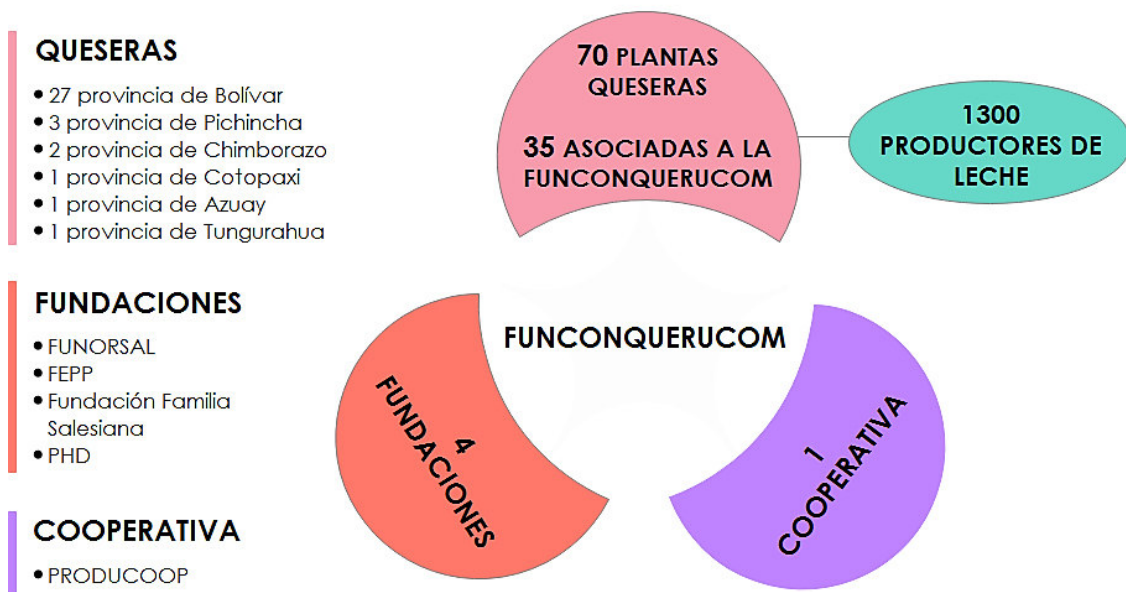 QUESERAS
• 27 provincia de Bolívar
• 3 provincia de Pichincha
• 2 provincia de Chimborazo
• 1 provincia de Cotopaxi
• 1 provincia de Azuay
• 1 provincia de Tungurahua
FUNDACIONES
• FUNORSAL
• FEPP
• Fundación Familia
Salesiana
• PHD
COOPERATIVA
• PRODUCOOP
70 PLANTAS
QUESERAS
35 ASOCIADAS A LA
FUNCONQUERUCOM
1300
PRODUCTORES DE
LECHE
FUNCONQUERUCOM
4
FUNDACIONES
1
COOPERATIVA